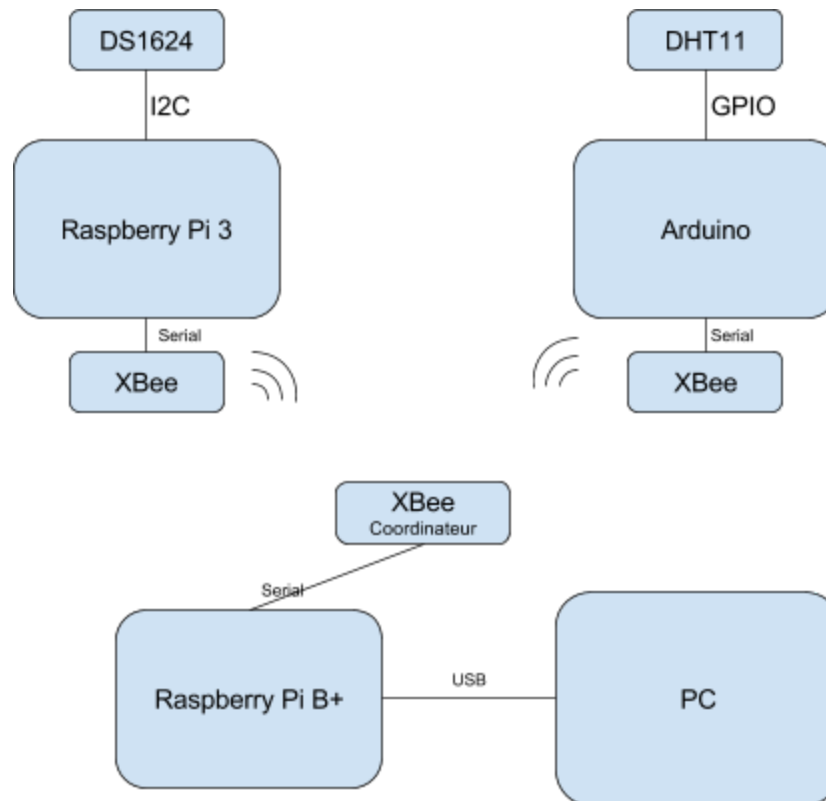 DS1624
DHT11
I2C
GPIO
Raspberry Pi 3
Arduino
Serial
Serial
XBee
XBee
XBee
Coordinateur
Serial
Raspberry Pi B+
USB
PC